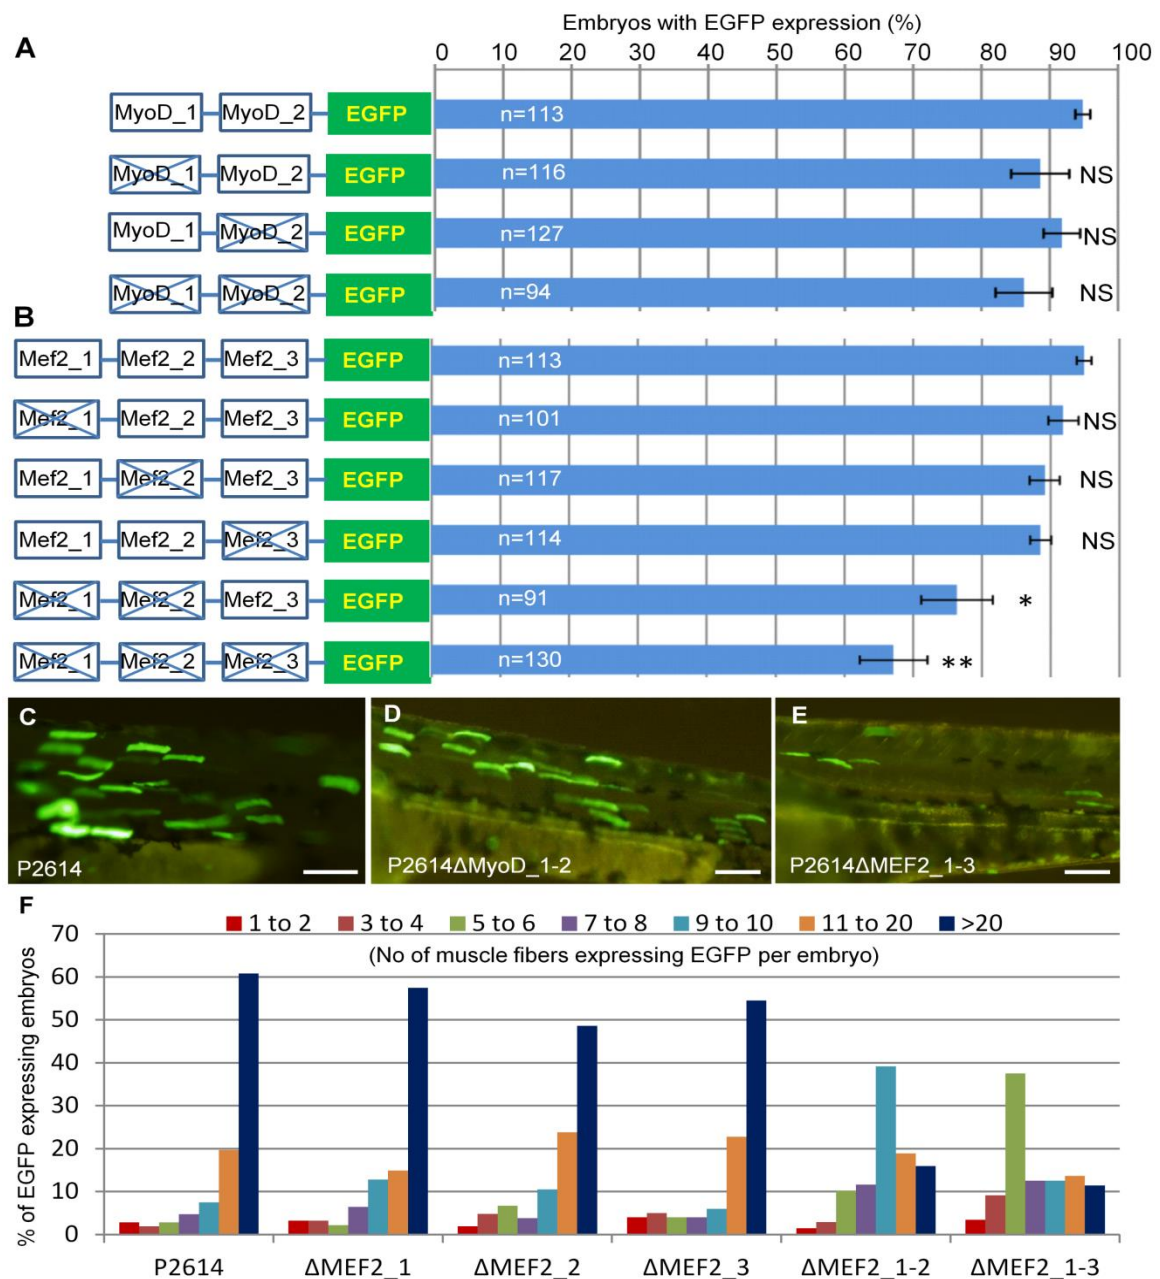 Embryos with EGFP expression (%)
A
0 10 20 30 40 50 60 70 80 90 100
MyoD_1 MyoD_2 EGFP n=113
MyoD_1 MyoD_2 EGFP n=116 NS
MyoD_1 MyoD_2 EGFP n=127 NS
MyoD_1 MyoD_2 EGFP n=94 NS
B
Mef2_1 Mef2_2 Mef2_3 EGFP n=113
Mef2_1 Mef2_2 Mef2_3 EGFP n=101 NS
Mef2_1 Mef2_2 Mef2_3 EGFP n=117 NS
Mef2_1 Mef2_2 Mef2_3 EGFP n=114 NS
Mef2_1 Mef2_2 Mef2_3 EGFP n=91 *
Mef2_1 Mef2_2 Mef2_3 EGFP n=130 **
C D E
P2614 P2614ΔMyoD_1-2 P2614ΔMEF2_1-3
F
1 to 2 3 to 4 5 to 6 7 to 8 9 to 10 11 to 20 >20
(No of muscle fibers expressing EGFP per embryo)
% of EGFP expressing embryos
70
60
50
40
30
20
10
0
P2614 ΔMEF2_1 ΔMEF2_2 ΔMEF2_3 ΔMEF2_1-2 ΔMEF2_1-3